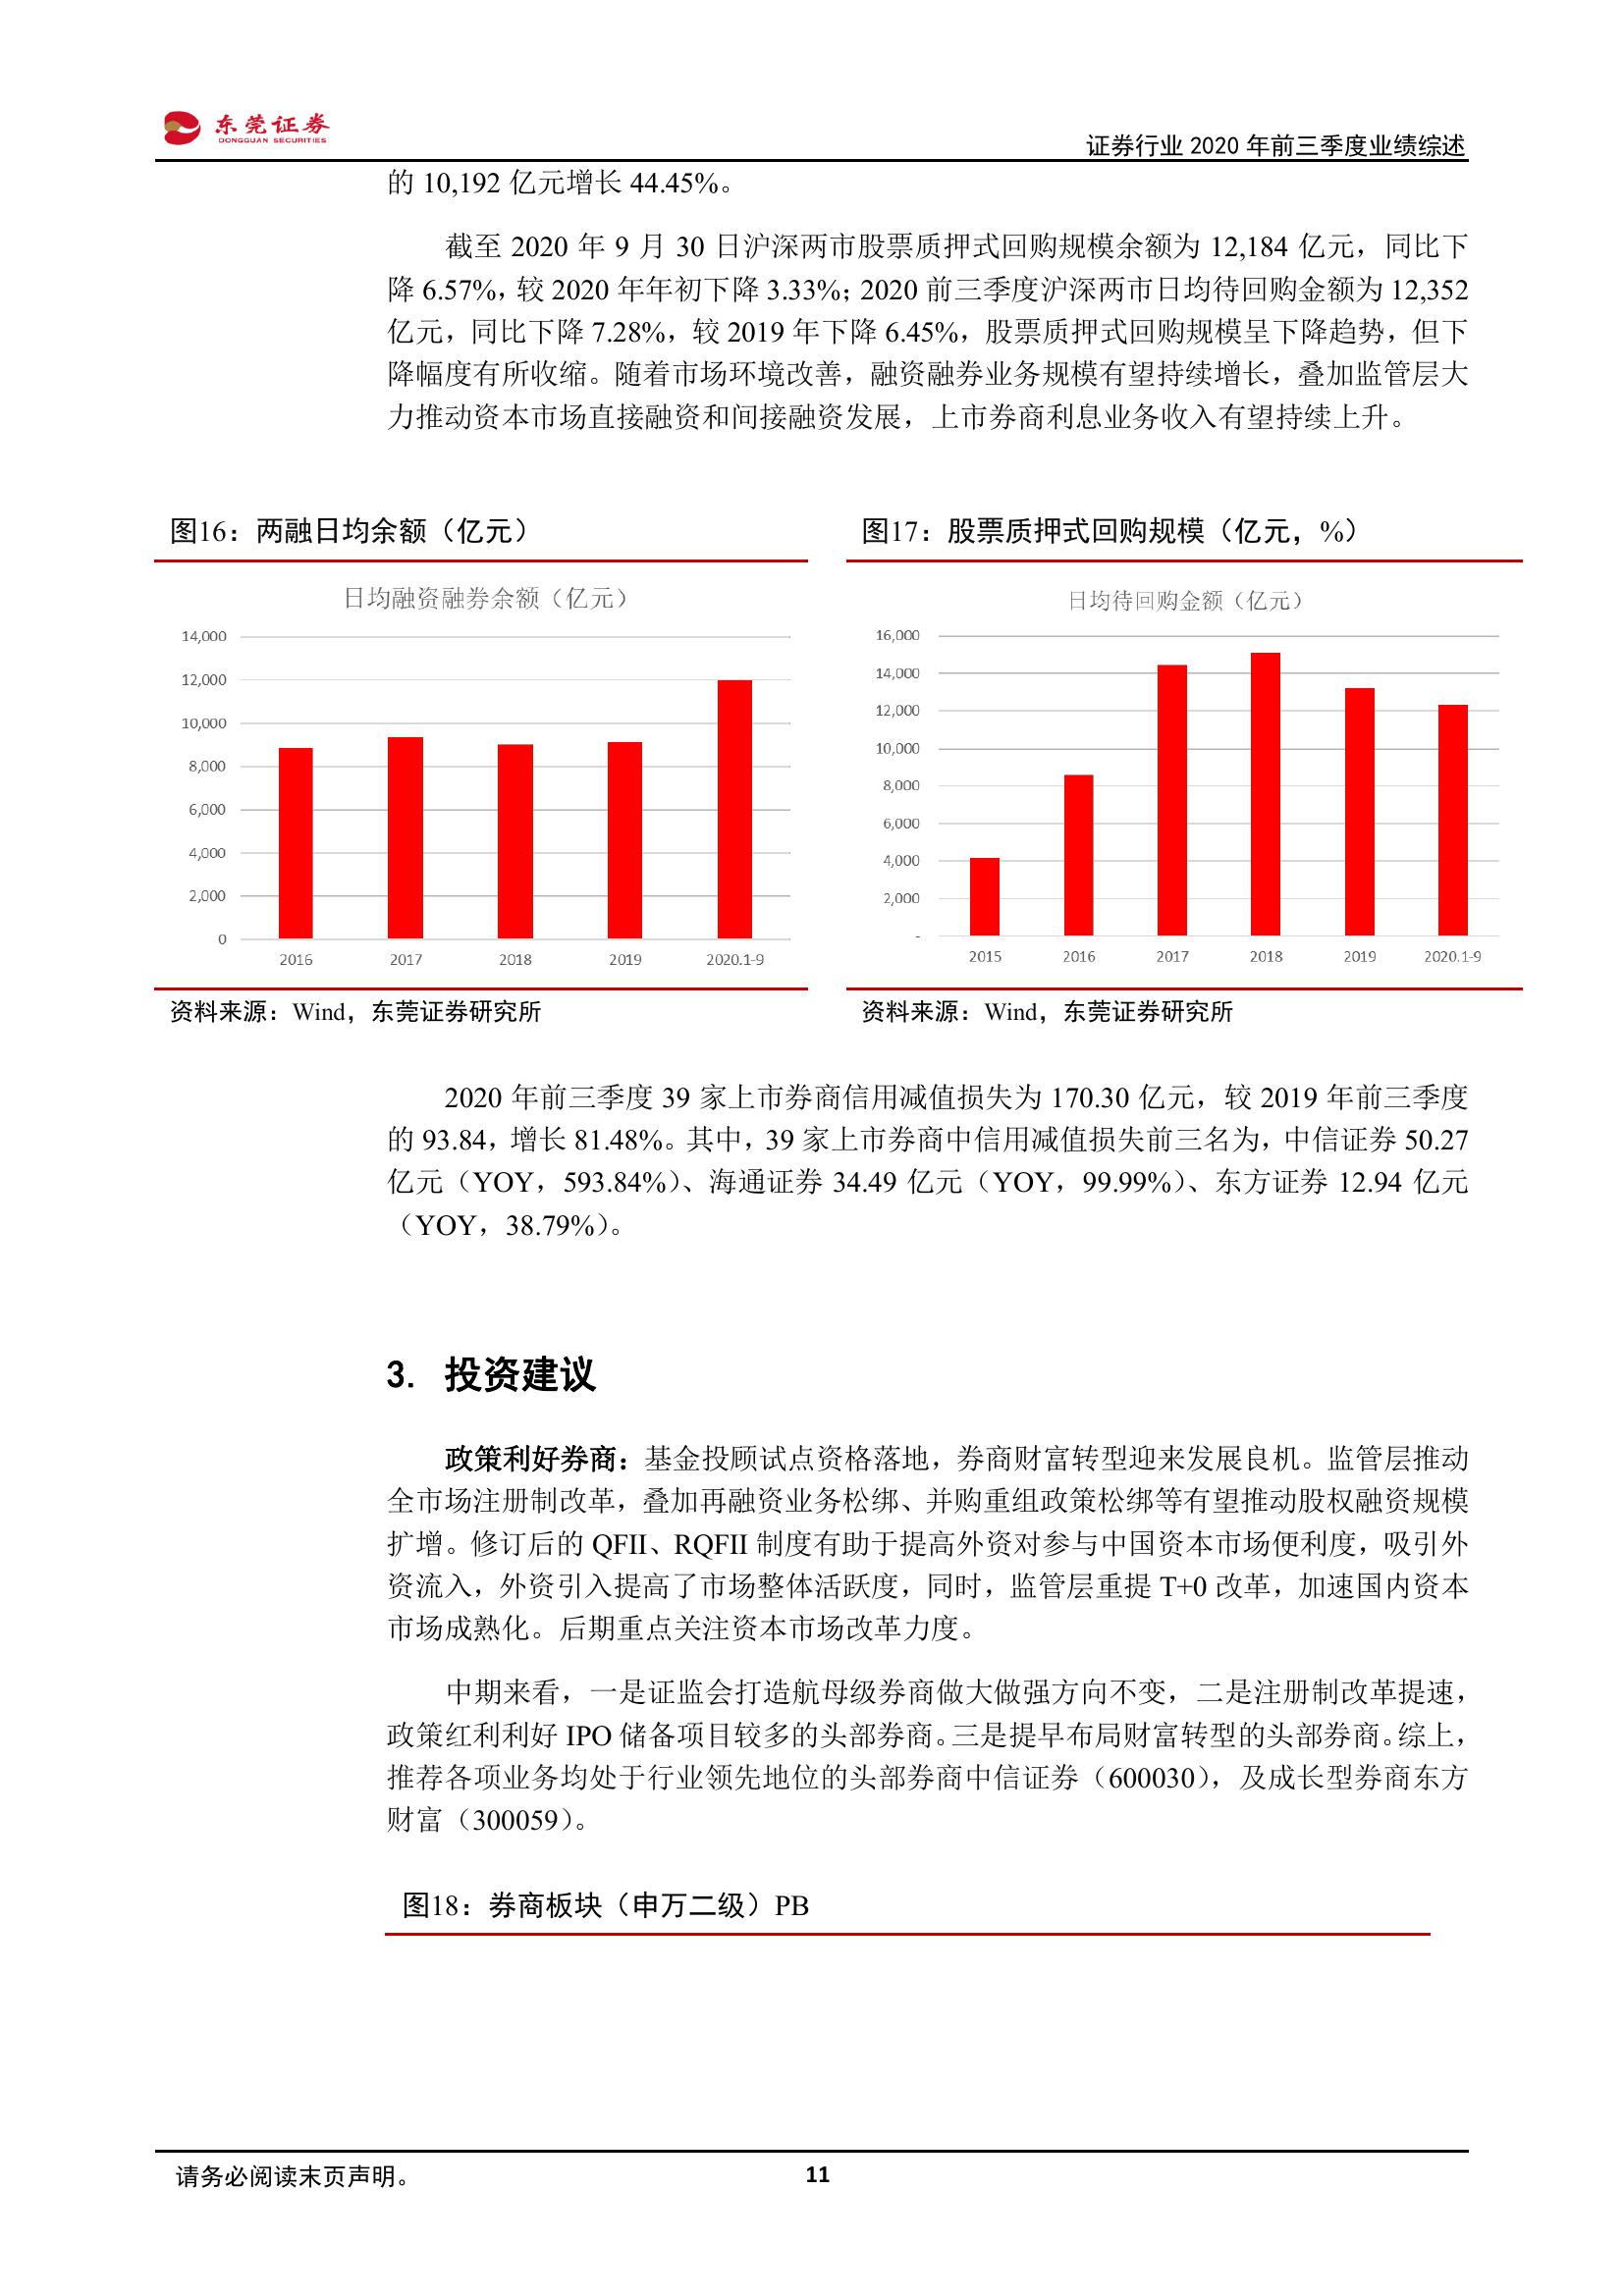 东莞证券
DONGGUAN SECURITIES
证券行业 2020 年前三季度业绩综述
的 10,192 亿元增长 44.45%。
截至 2020 年 9 月 30 日沪深两市股票质押式回购规模余额为 12,184 亿元，同比下
降 6.57%，较 2020 年年初下降 3.33%；2020 前三季度沪深两市日均待回购金额为 12,352
亿元，同比下降 7.28%，较 2019 年下降 6.45%，股票质押式回购规模呈下降趋势，但下
降幅度有所收缩。随着市场环境改善，融资融券业务规模有望持续增长，叠加监管层大
力推动资本市场直接融资和间接融资发展，上市券商利息业务收入有望持续上升。
图16：两融日均余额（亿元）
日均融资融券余额（亿元）
14,000
12,000
10,000
8,000
6,000
4,000
2,000
0
2016 2017 2018 2019 2020.1-9
资料来源：Wind，东莞证券研究所
图17：股票质押式回购规模（亿元，%）
日均待回购金额（亿元）
16,000
14,000
12,000
10,000
8,000
6,000
4,000
2,000
-
2015 2016 2017 2018 2019 2020.1-9
资料来源：Wind，东莞证券研究所
2020 年前三季度 39 家上市券商信用减值损失为 170.30 亿元，较 2019 年前三季度
的 93.84，增长 81.48%。其中，39 家上市券商中信用减值损失前三名为，中信证券 50.27
亿元（YOY，593.84%）、海通证券 34.49 亿元（YOY，99.99%）、东方证券 12.94 亿元
（YOY，38.79%）。
3. 投资建议
政策利好券商：基金投顾试点资格落地，券商财富转型迎来发展良机。监管层推动
全市场注册制改革，叠加再融资业务松绑、并购重组政策松绑等有望推动股权融资规模
扩增。修订后的 QFII、RQFII 制度有助于提高外资对参与中国资本市场便利度，吸引外
资流入，外资引入提高了市场整体活跃度，同时，监管层重提 T+0 改革，加速国内资本
市场成熟化。后期重点关注资本市场改革力度。
中期来看，一是证监会打造航母级券商做大做强方向不变，二是注册制改革提速，
政策红利利好 IPO 储备项目较多的头部券商。三是提早布局财富转型的头部券商。综上，
推荐各项业务均处于行业领先地位的头部券商中信证券（600030），及成长型券商东方
财富（300059）。
图18：券商板块（申万二级）PB
请务必阅读末页声明。
11